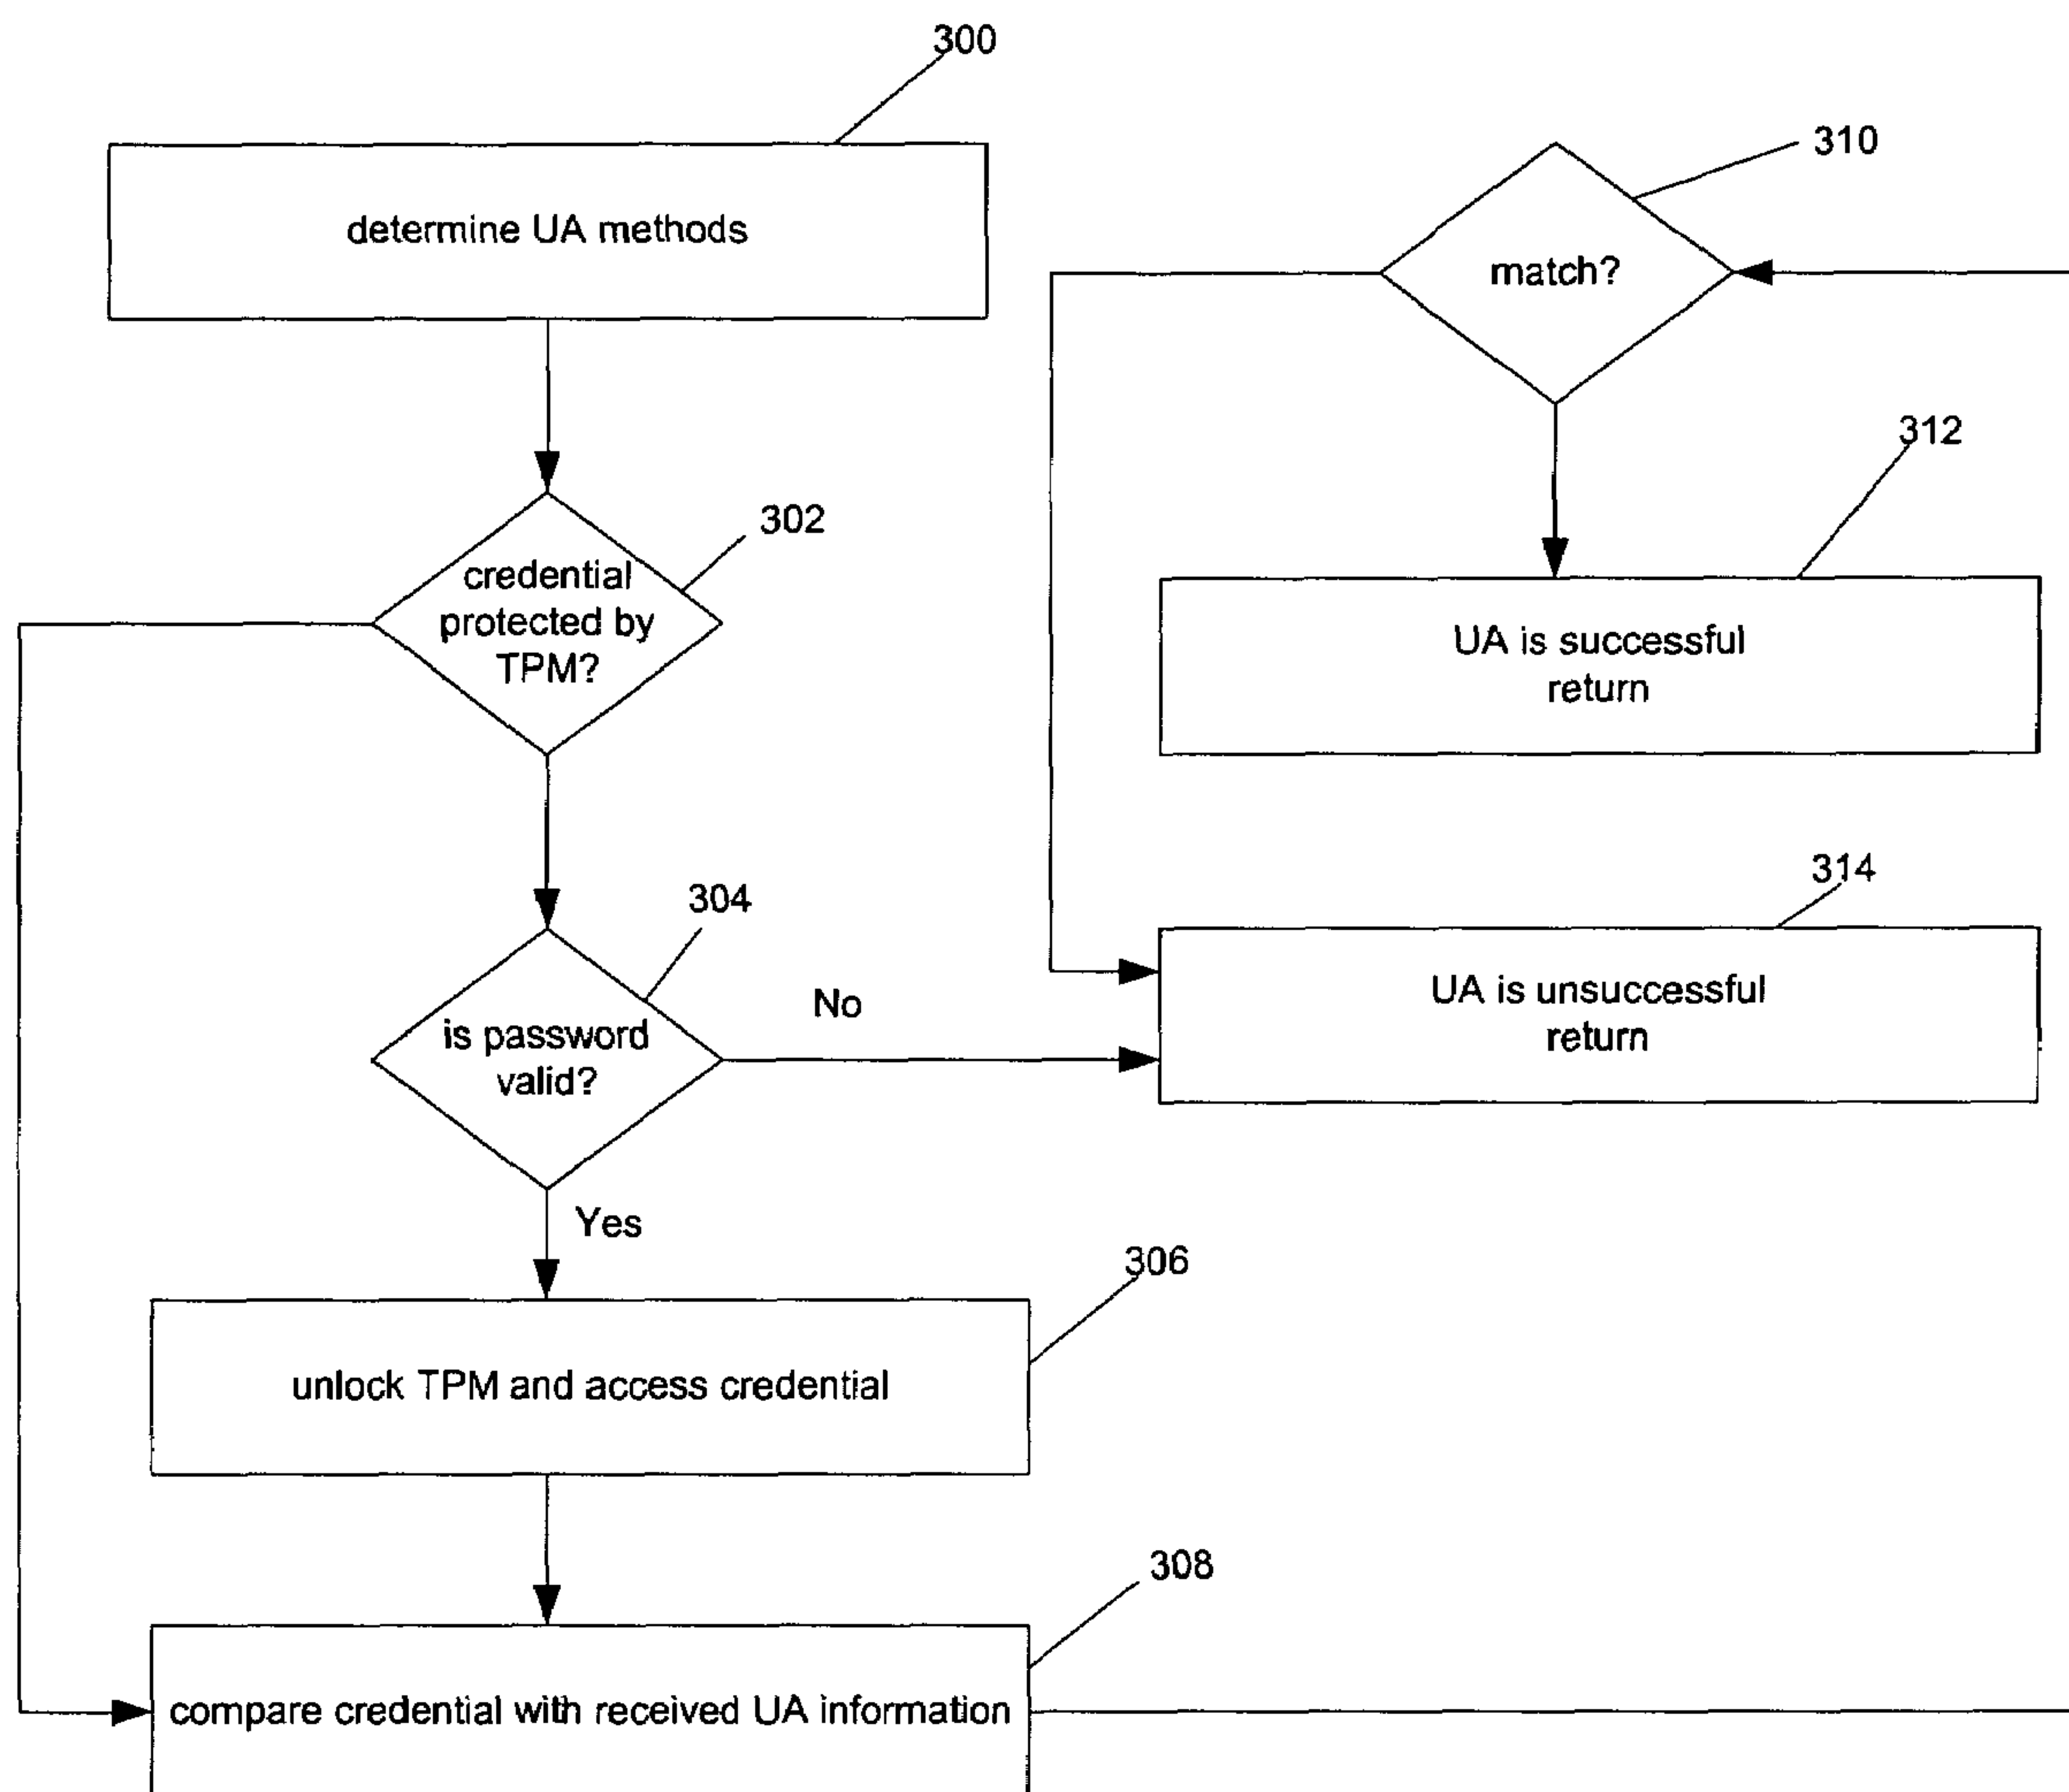 300
determine UA methods
302
credential
protected by
TPM?
304
is password
valid?
No
Yes
306
unlock TPM and access credential
308
compare credential with received UA information
310
match?
312
UA is successful
return
314
UA is unsuccessful
return